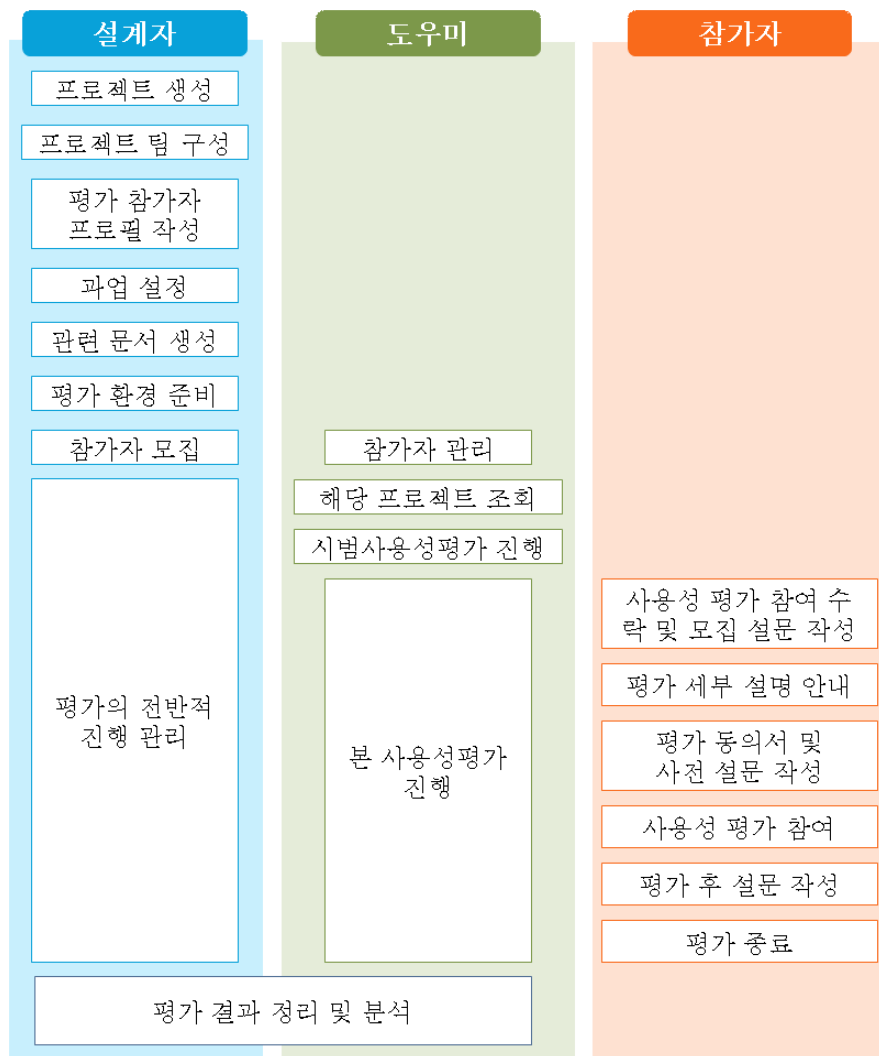 설계자
도우미
참가자
프로젝트 생성
프로젝트 팀 구성
평가 참가자
프로필 작성
과업 설정
관련 문서 생성
평가 환경 준비
참가자 모집
평가의 전반적
진행 관리
참가자 관리
해당 프로젝트 조회
시범사용성평가 진행
본 사용성평가
진행
사용성 평가 참여 수
락 및 모집 설문 작성
평가 세부 설명 안내
평가 동의서 및
사전 설문 작성
사용성 평가 참여
평가 후 설문 작성
평가 종료
평가 결과 정리 및 분석